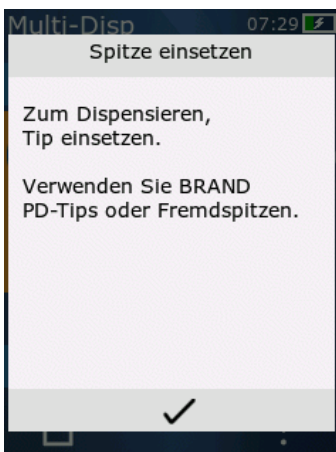 Multi-Disp 07:29
Spitze einsetzen
Zum Dispensieren,
Tip einsetzen.
Verwenden Sie BRAND
PD-Tips oder Fremdspitzen.